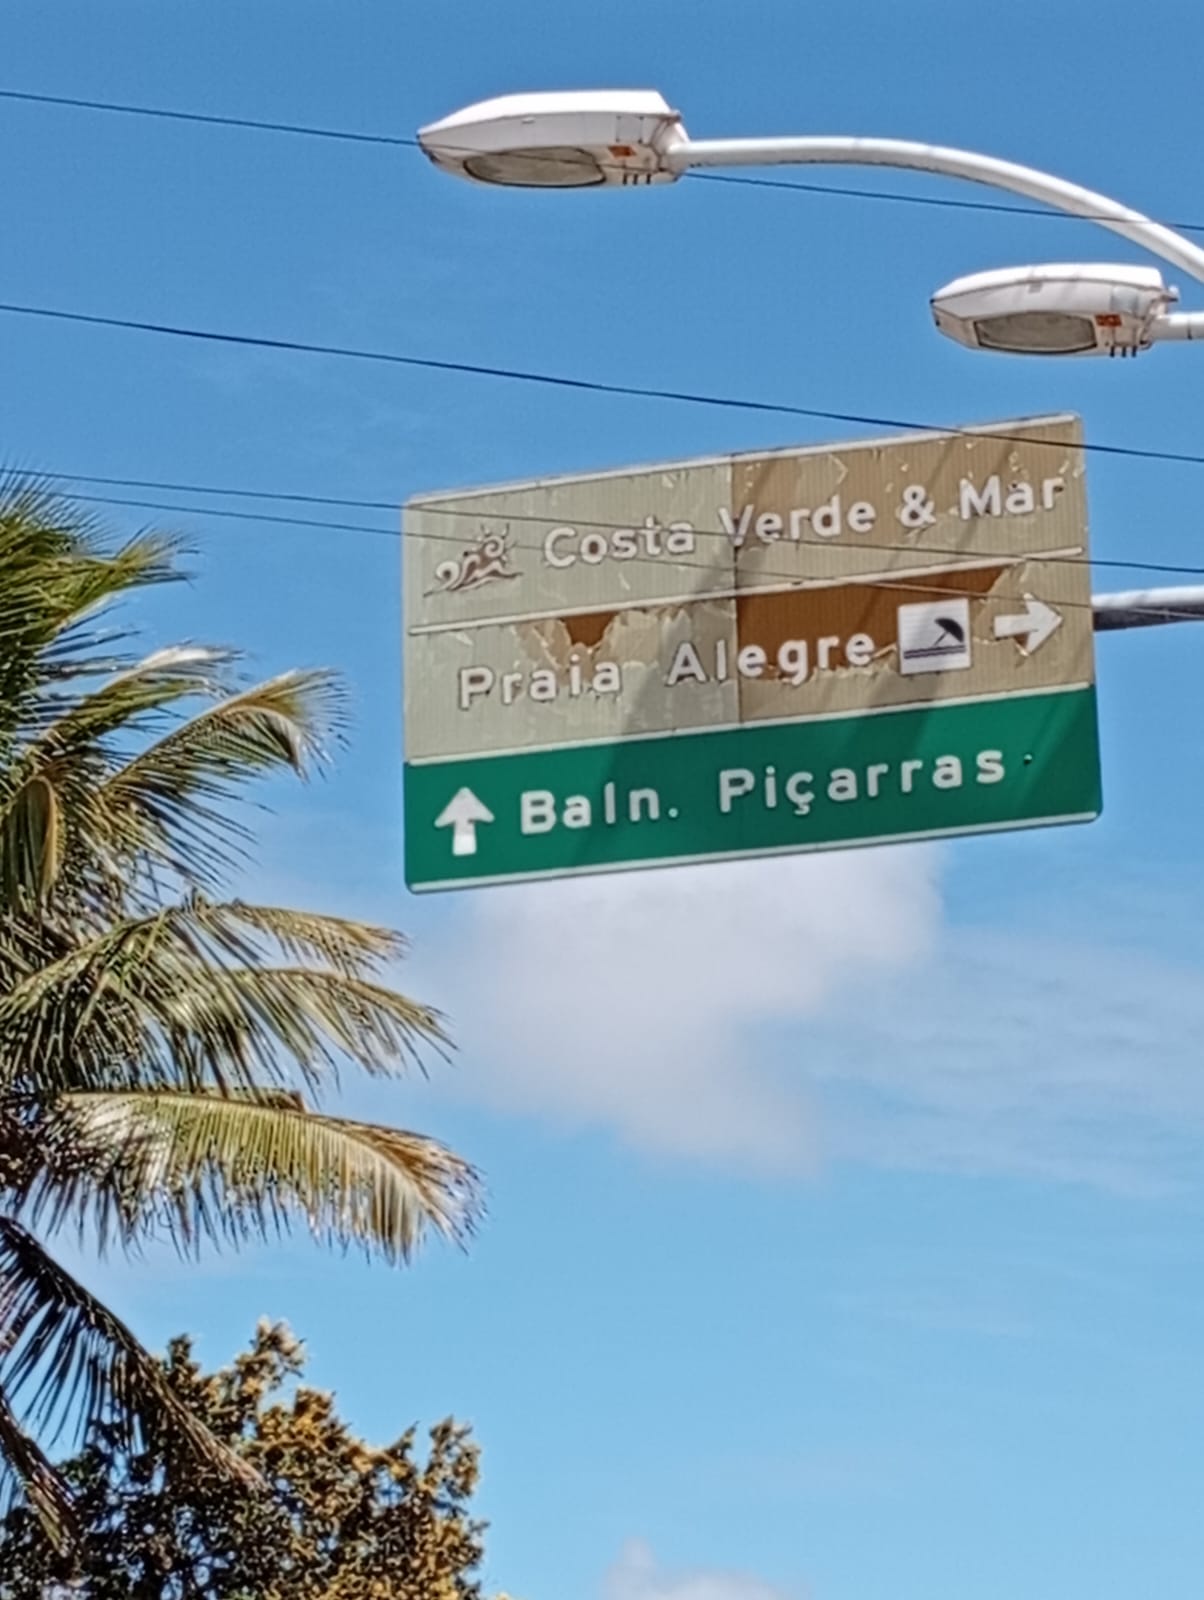 Costa Verde & Mar
Praia Alegre
Baln. Piçarras